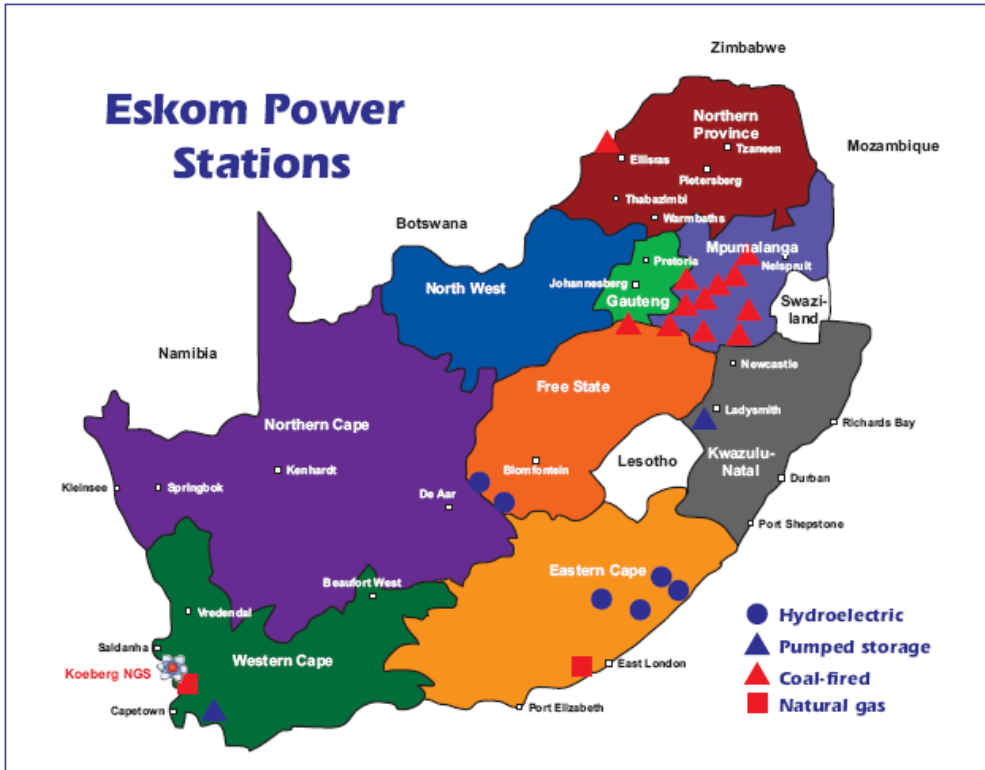 Zimbabwe
Eskom Power
Stations
Northern
Province
Tzaneen
Mozambique
Ellisras
Pietersberg
Thabazimbi
Warmbaths
Botswana
Mpumalanga
Pretoria
Nelspruit
North West
Johannesberg
Gauteng
Swazi-
land
Namibia
Newcastle
Free State
Ladysmith
Richards Bay
Northern Cape
Kwazulu-
Natal
Lesotho
Blomfontein
Kenhardt
Kleinsee
Springbok
De Aar
Durban
Port Shepstone
Eastern Cape
Beaufort West
Vredendal
Hydroelectric
Saldanha
Pumped storage
Western Cape
East London
Koeberg NGS
Coal-fired
Capetown
Port Elizabeth
Natural gas